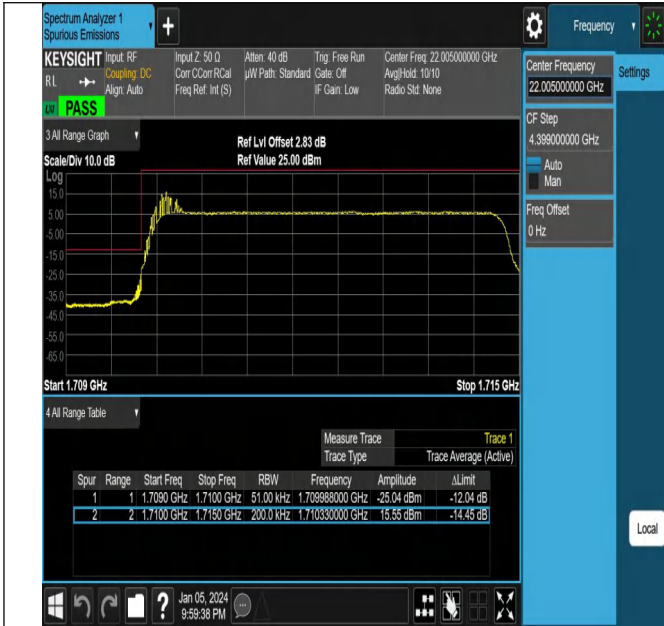 Spectrum Analyzer 1
Spurious Emissions
Frequency
KEYSIGHT Input: RF Input Z: 50 Ω Atten: 40 dB Trig: Free Run Center Freq: 22.005000000 GHz
RL Coupling: DC Corr CCorr RCal µW Path: Standard Gate: Off Avg|Hold: 10/10
Align: Auto Freq Ref: Int (S) IF Gain: Low Radio Std: None
PASS
Center Frequency
22.005000000 GHz
Settings
CF Step
4.399000000 GHz
Auto
Man
Freq Offset
0 Hz
3 All Range Graph
Ref Lvl Offset 2.83 dB
Scale/Div 10.0 dB Ref Value 25.00 dBm
Log
15.0
5.00
-5.00
-15.0
-25.0
-35.0
-45.0
-55.0
-65.0
Start 1.709 GHz Stop 1.715 GHz
4 All Range Table
Measure Trace Trace 1
Trace Type Trace Average (Active)
Spur Range Start Freq Stop Freq RBW Frequency Amplitude ΔLimit
1 1 1.7090 GHz 1.7100 GHz 51.00 kHz 1.709988000 GHz -25.04 dBm -12.04 dB
2 2 1.7100 GHz 1.7150 GHz 200.0 kHz 1.710330000 GHz 15.55 dBm -14.45 dB
Local
Jan 05, 2024
9:59:38 PM